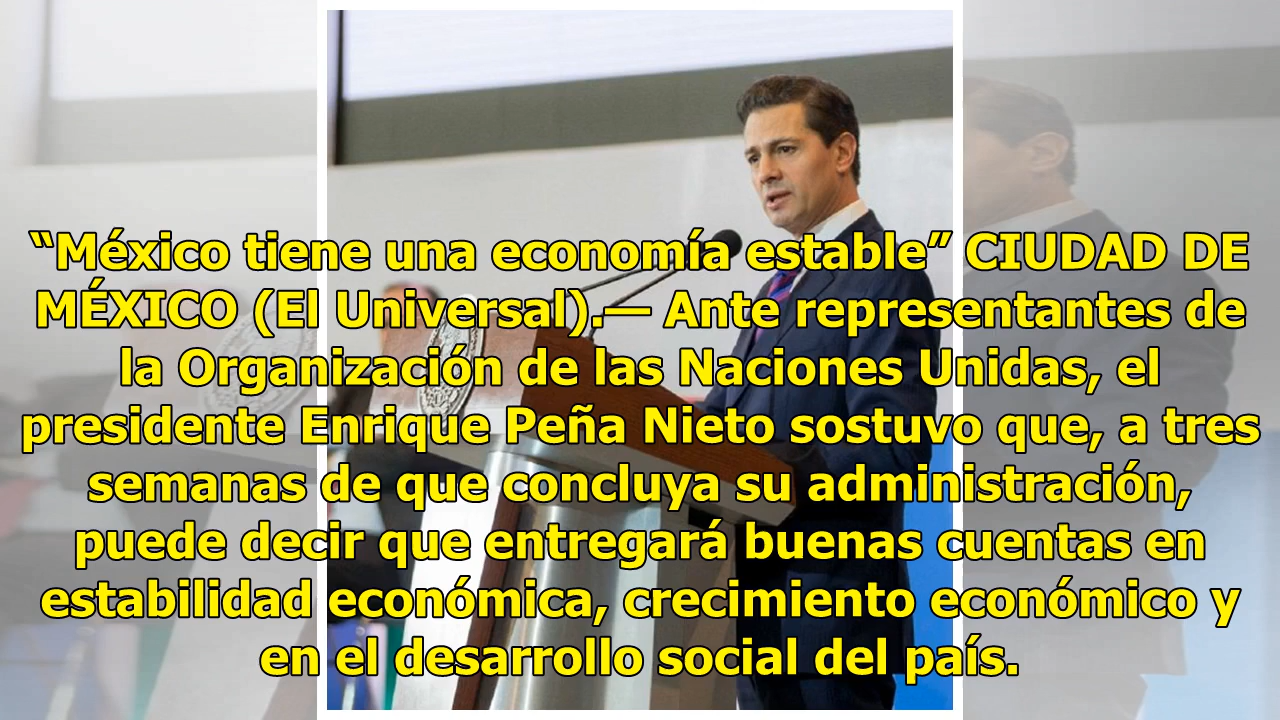 “México tiene una economía estable” CIUDAD DE
MÉXICO (El Universal).— Ante representantes de
la Organización de las Naciones Unidas, el
presidente Enrique Peña Nieto sostuvo que, a tres
semanas de que concluya su administración,
puede decir que entregará buenas cuentas en
estabilidad económica, crecimiento económico y
en el desarrollo social del país.